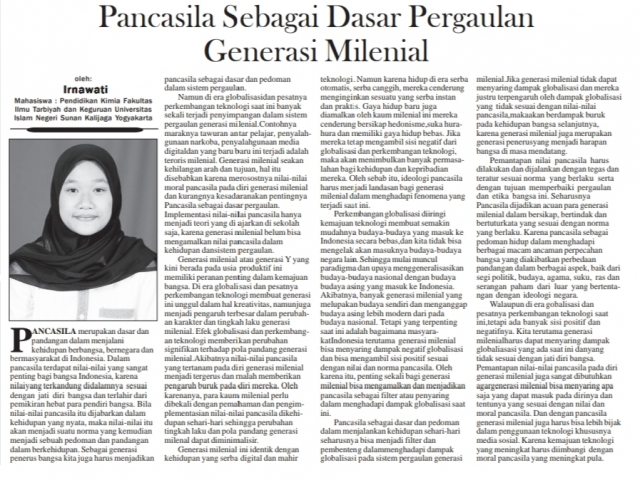 Pancasila Sebagai Dasar Pergaulan
Generasi Milenial
oleh:
Irnawati
Mahasiswa : Pendidikan Kimia Fakultas
Ilmu Tarbiyah dan Keguruan Universitas
Islam Negeri Sunan Kalijaga Yogyakarta
PANCASILA merupakan dasar dan
pandangan dalam menjalani
kehidupan berbangsa, bernegara dan
bermasyarakat di Indonesia. Dalam
pancasila terdapat nilai-nilai yang sangat
penting bagi bangsa Indonesia, karena
nilaiyang terkandung didalamnya sesuai
dengan jati diri bangsa dan terlahir dari
pemikiran hebat para pendiri bangsa. Bila
nilai-nilai pancasila itu dijabarkan dalam
kehidupan yang nyata, maka nilai-nilai itu
akan menjadi suatu norma yang kemudian
menjadi sebuah pedoman dan pandangan
dalam berkehidupan. Sebagai generasi
penerus bangsa kita juga harus menjadikan
pancasila sebagai dasar dan pedoman
dalam sistem pergaulan.
Namun di era globalisasidan pesatnya
perkembangan teknologi saat ini banyak
sekali terjadi penyimpangan dalam sistem
pergaulan generasi milenial.Contohnya
maraknya tawuran antar pelajar, penyalah-
gunaan narkoba, penyalahgunaan media
digitaldan yang baru baru ini terjadi adalah
teroris milenial. Generasi milenial seakan
kehilangan arah dan tujuan, hal itu
disebabkan karena merosostnya nilai-nilai
moral pancasila pada diri generasi milenial
dan kurangnya kesadaranakan pentingnya
Pancasila sebagai dasar pergaulan.
Implementasi nilai-nilai pancasila hanya
menjadi teori yang di ajarkan di sekolah
saja, karena generasi milenial belum bisa
mengamalkan nilai pancasila dalam
kehidupan dansistem pergaulan.
Generasi milenial atau generasi Y yang
kini berada pada usia produktif ini
memiliki peranan penting dalam kemajuan
bangsa. Di era globalisasi dan pesatnya
perkembangan teknologi membuat generasi
ini unggul dalam hal kreativitas, namunjuga
menjadi pengaruh terbesar dalam perubah-
an karakter dan tingkah laku generasi
milenial. Efek globalisasi dan perkembang-
an teknologi memberikan perubahan
signifikan terhadap pola pandang generasi
milenial. Akibatnya nilai-nilai pancasila
yang tertanam pada diri generasi milenial
menjadi tergerus dan malah memberikan
pengaruh buruk pada diri mereka. Oleh
karenanya, para kaum milenial perlu
dibekali dengan pemahaman dan pengim-
plementasian nilai-nilai pancasila dikehi-
dupan sehari-hari sehingga perubahan
tingkah laku dan pola pandang generasi
milenal dapat diminimalisir.
Generasi milenial ini identik dengan
kehidupan yang serba digital dan mahir
teknologi. Namun karena hidup di era serba
otomatis, serba canggih, mereka cenderung
menginginkan sesuatu yang serba instan
dan praktis. Gaya hidup baru juga
diamalkan oleh kaum milenial ini mereka
cenderung bersikap hedonisme,suka hura-
hura dan memiliki gaya hidup bebas. Jika
mereka tetap mengambil sisi negatif dari
globalisasi dan perkembangan teknologi,
maka akan menimbulkan banyak permasa-
lahan bagi kehidupan dan kepribadian
mereka. Oleh sebab itu, ideologi pancasila
harus menjadi landasan bagi generasi
milenial dalam menghadapi fenomena yang
terjadi saat ini.
Perkembangan globalisasi diiringi
kemajuan teknologi membuat semakin
mudahnya budaya-budaya yang masuk ke
Indonesia secara bebas,dan kita tidak bisa
mengelak akan masuknya budaya-budaya
negara lain. Sehingga mulai muncul
paradigma dan upaya menggeneralisasikan
budaya-budaya nasional dengan budaya
budaya asing yang masuk ke Indonesia.
Akibatnya, banyak generasi milenial yang
melupakan budaya sendiri dan menganggap
budaya asing lebih modern dari pada
budaya nasional. Tetapi yang terpenting
saat ini adalah bagaimana masyara-
katIndonesia terutama generasi milenial
bisa menyaring dampak negatif globalisasi
dan bisa mengambil sisi positif sesuai
dengan nilai dan norma pancasila. Oleh
karena itu, penting sekali bagi generasi
milenial bisa mengamalkan dan menjadikan
pancasila sebagai filter atau penyaring
dalam menghadapi dampak globalisasi saat
ini.
Pancasila sebagai dasar dan pedoman
dalam menjalankan kehidupan sehari-hari
seharusnya bisa menjadi filter dan
pembenteng dalammenghadapi dampak
globalisasi pada sistem pergaulan generasi
milenial.Jika generasi milenial tidak dapat
menyaring dampak globalisasi dan mereka
justru terpengaruh oleh dampak globalisasi
yang tidak sesuai dengan nilai-nilai
pancasila,makaakan berdampak buruk
pada kehidupan bangsa selanjutnya,
karena generasi milenial juga merupakan
generasi penerusyang menjadi harapan
bangsa di masa mendatang.
Pemantapan nilai-nilai pancasila harus
dilakukan dan dijalankan dengan tegas dan
teratur sesuai norma yang berlaku serta
dengan tujuan memperbaiki pergaulan
dan etika bangsa ini. Seharusnya
Pancasila dijadikan acuan para generasi
milenial dalam bersikap, bertindak dan
bertuturkata yang sesuai dengan norma
yang berlaku. Karena pancasila sebagai
pedoman hidup dalam menghadapi
berbagai macam ancaman perpecahan
bangsa yang diakibatkan perbedaan
pandangan dalam berbagai aspek, baik dari
segi politik, budaya, agama, suku, ras dan
serangan paham dari luar yang bertenta-
ngan dengan ideologi negara.
Walaupun di era golabalisasi dan
pesatnya perkembangan teknologi saat
ini,tetapi ada banyak sisi positif dan
negatifnya. Kita terutama generasi
milenialharus dapat menyaring dampak
globalisasi yang ada saat ini danyang
tidak sesuai dengan jati diri bangsa.
Pemantapan nilai-nilai pancasila pada diri
generasi milenial juga sangat dibutuhkan
agargenerasi milenial bisa menyaring apa
saja yang dapat masuk pada dirinya dan
tentunya yang sesuai dengan nilai dan
moral pancasila. Dan dengan pancasila
generasi milenial juga harus bisa lebih bijak
dalam penggunaan teknologi khususnya
media sosial. Karena kemajuan teknologi
yang meningkat harus diimbangi dengan
moral pancasila yang meningkat pula.